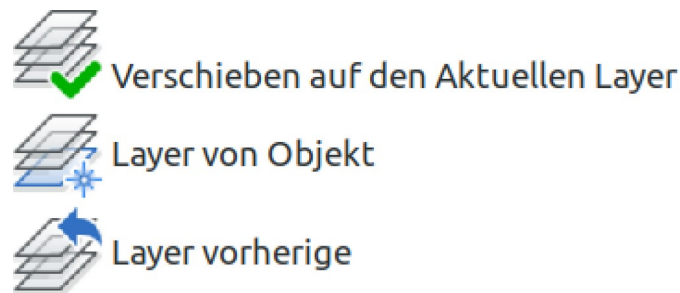 Verschieben auf den Aktuellen Layer
Layer von Objekt
Layer vorherige